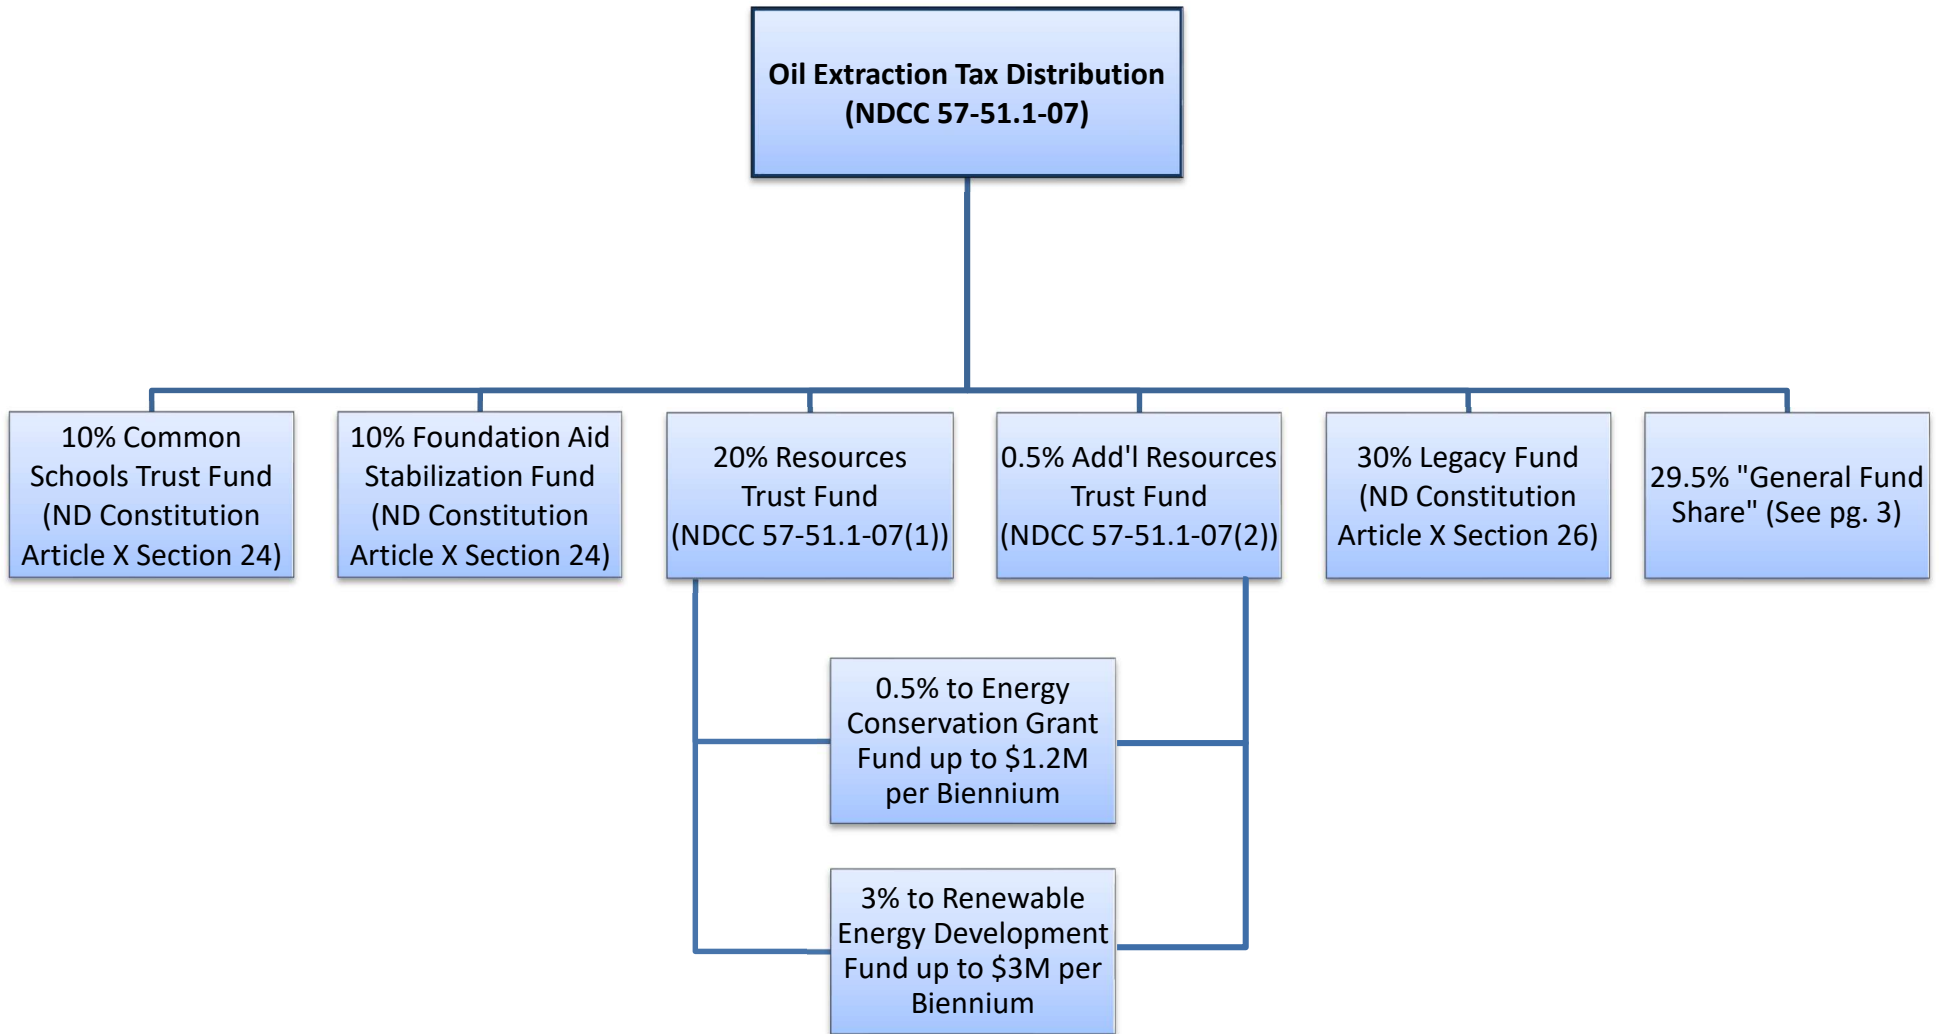 Oil Extraction Tax Distribution
(NDCC 57-51.1-07)
10% Common
Schools Trust Fund
(ND Constitution
Article X Section 24)
10% Foundation Aid
Stabilization Fund
(ND Constitution
Article X Section 24)
20% Resources
Trust Fund
(NDCC 57-51.1-07(1))
0.5% Add'l Resources
Trust Fund
(NDCC 57-51.1-07(2))
30% Legacy Fund
(ND Constitution
Article X Section 26)
29.5% "General Fund
Share" (See pg. 3)
0.5% to Energy
Conservation Grant
Fund up to $1.2M
per Biennium
3% to Renewable
Energy Development
Fund up to $3M per
Biennium